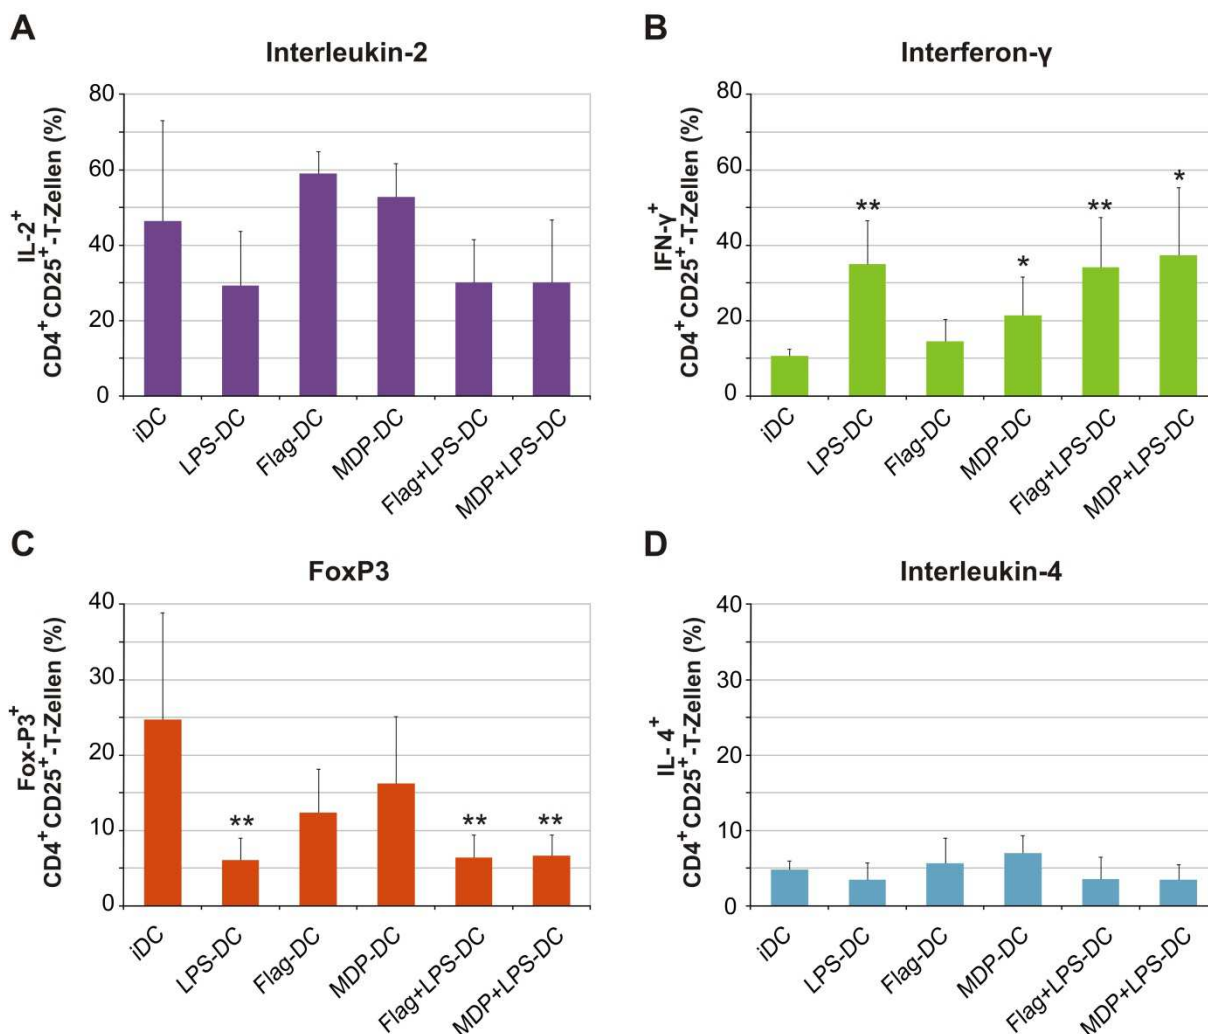 A
Interleukin-2
IL-2⁺
CD4⁺CD25⁺-T-Zellen (%)
80
60
40
20
0
iDC
LPS-DC
Flag-DC
MDP-DC
Flag+LPS-DC
MDP+LPS-DC
B
Interferon-γ
IFN-γ⁺
CD4⁺CD25⁺-T-Zellen (%)
80
60
40
20
0
**
*
**
*
iDC
LPS-DC
Flag-DC
MDP-DC
Flag+LPS-DC
MDP+LPS-DC
C
FoxP3
Fox-P3⁺
CD4⁺CD25⁺-T-Zellen (%)
40
30
20
10
0
**
**
**
iDC
LPS-DC
Flag-DC
MDP-DC
Flag+LPS-DC
MDP+LPS-DC
D
Interleukin-4
IL-4⁺
CD4⁺CD25⁺-T-Zellen (%)
40
30
20
10
0
iDC
LPS-DC
Flag-DC
MDP-DC
Flag+LPS-DC
MDP+LPS-DC